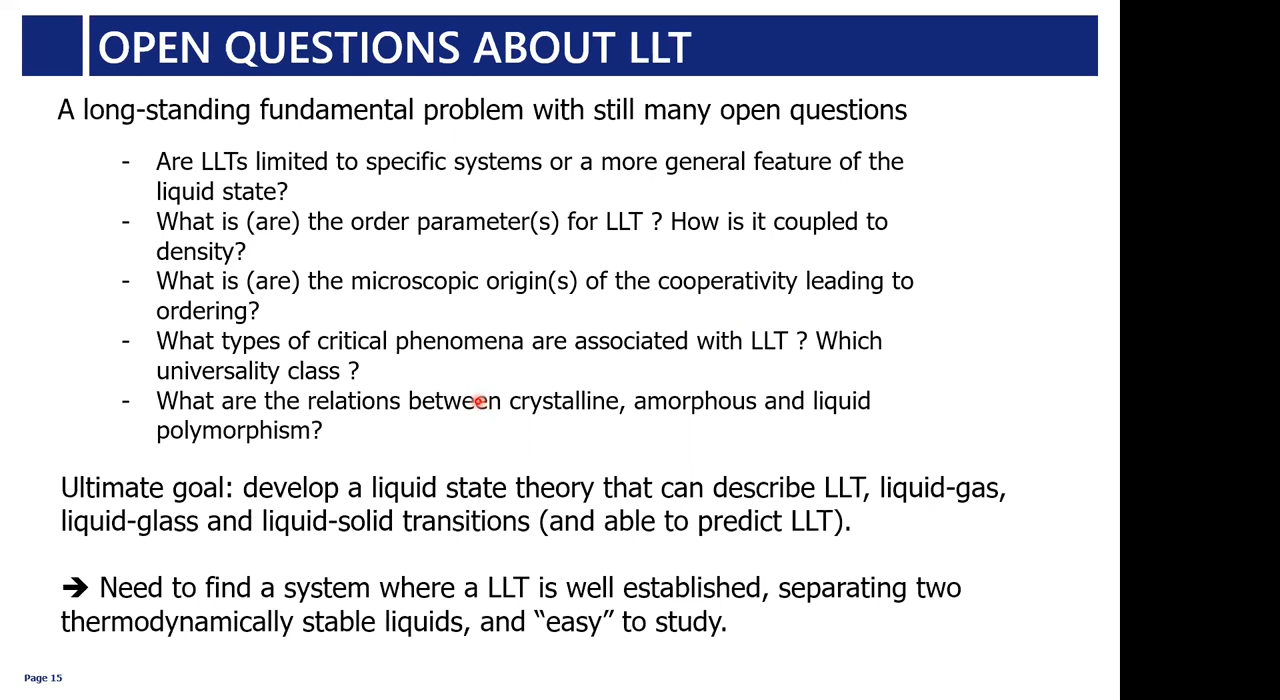 OPEN QUESTIONS ABOUT LLT
A long-standing fundamental problem with still many open questions
- Are LLTs limited to specific systems or a more general feature of the
liquid state?
- What is (are) the order parameter(s) for LLT ? How is it coupled to
density?
- What is (are) the microscopic origin(s) of the cooperativity leading to
ordering?
- What types of critical phenomena are associated with LLT ? Which
universality class ?
- What are the relations between crystalline, amorphous and liquid
polymorphism?
Ultimate goal: develop a liquid state theory that can describe LLT, liquid-gas,
liquid-glass and liquid-solid transitions (and able to predict LLT).
➔ Need to find a system where a LLT is well established, separating two
thermodynamically stable liquids, and “easy” to study.
Page 15